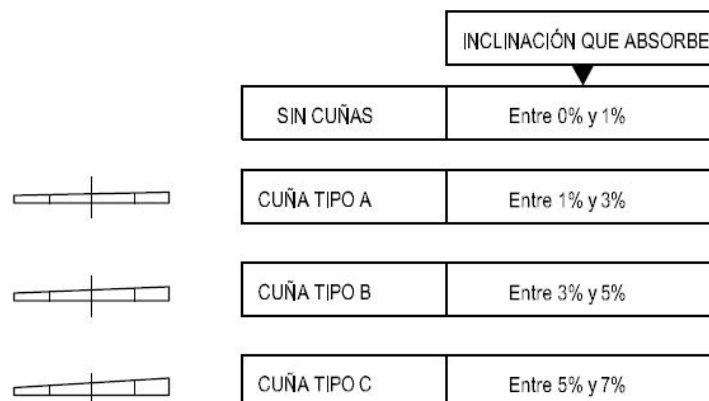 INCLINACIÓN QUE ABSORBE
SIN CUÑAS Entre 0% y 1%
CUÑA TIPO A Entre 1% y 3%
CUÑA TIPO B Entre 3% y 5%
CUÑA TIPO C Entre 5% y 7%